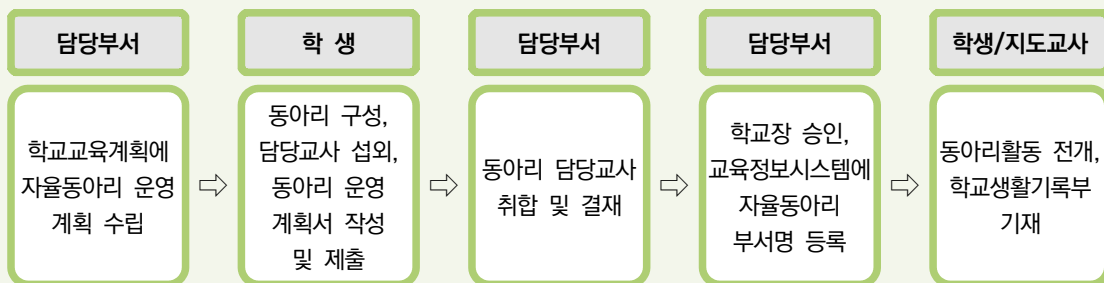 담당부서
학 생
담당부서
담당부서
학생/지도교사
학교교육계획에
자율동아리 운영
계획 수립
⇨
동아리 구성,
담당교사 섭외,
동아리 운영
계획서 작성
및 제출
⇨
동아리 담당교사
취합 및 결재
⇨
학교장 승인,
교육정보시스템에
자율동아리
부서명 등록
⇨
동아리활동 전개,
학교생활기록부
기재